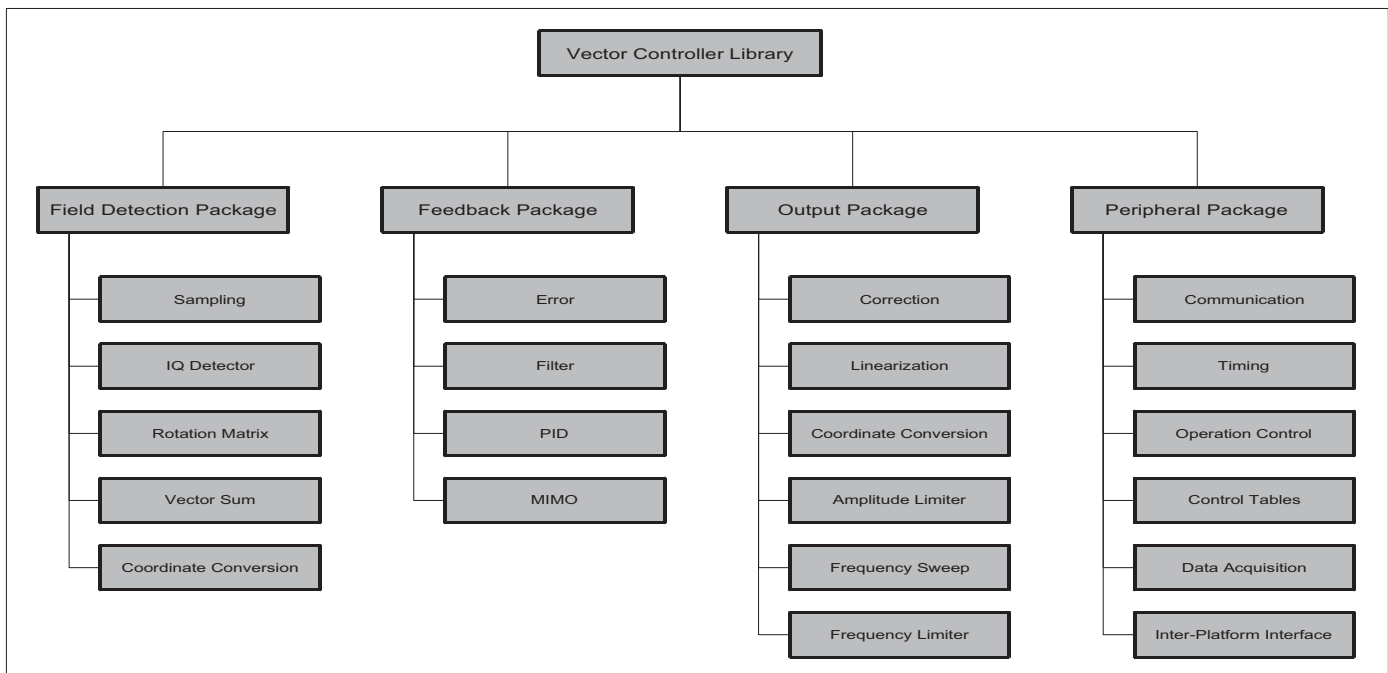 Vector Controller Library
Field Detection Package
Sampling
IQ Detector
Rotation Matrix
Vector Sum
Coordinate Conversion
Feedback Package
Error
Filter
PID
MIMO
Output Package
Correction
Linearization
Coordinate Conversion
Amplitude Limiter
Frequency Sweep
Frequency Limiter
Peripheral Package
Communication
Timing
Operation Control
Control Tables
Data Acquisition
Inter-Platform Interface